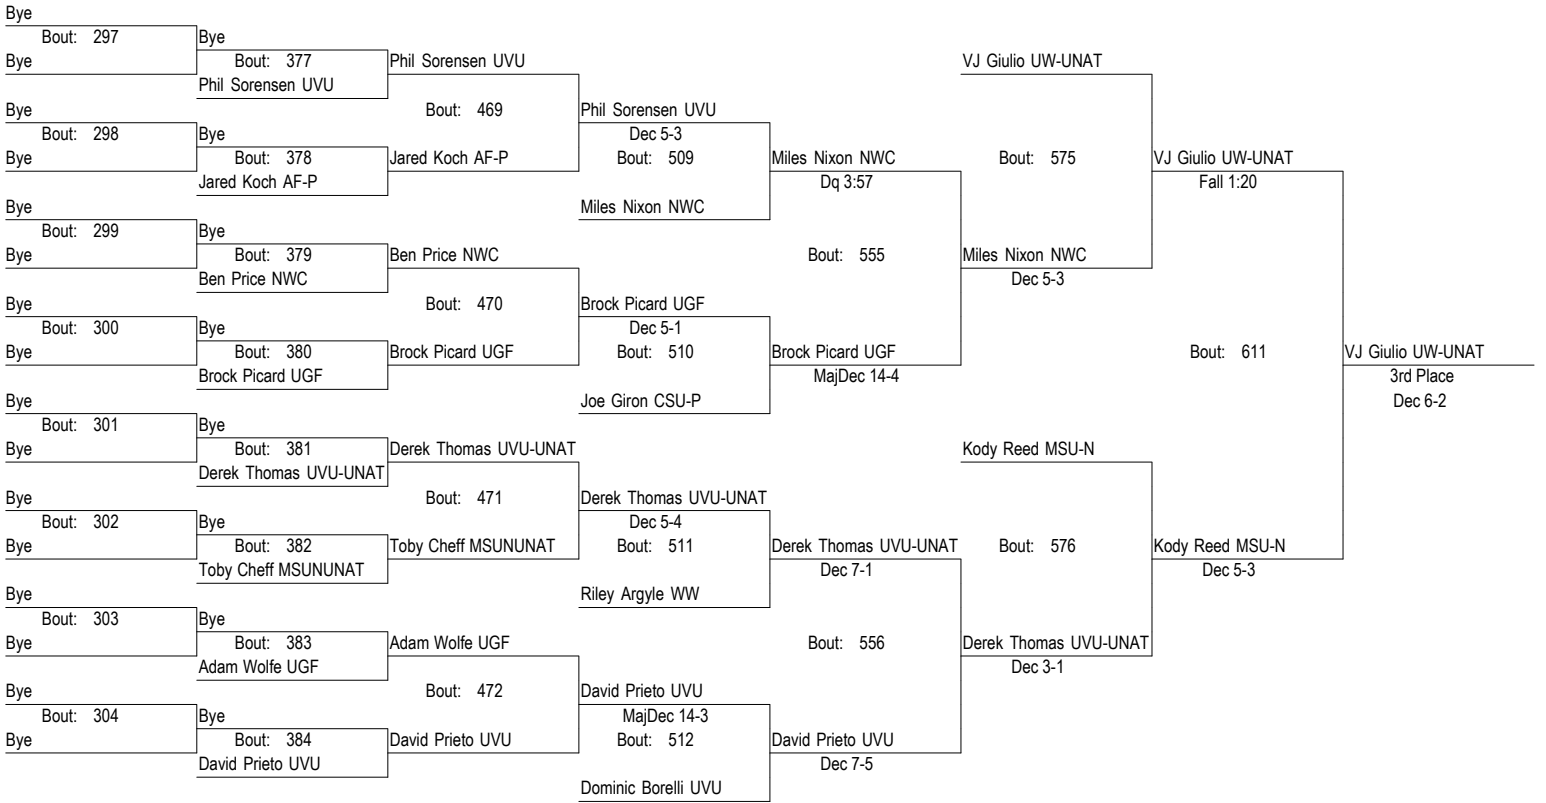 Bye
Bout: 297
Bye
Bye
Bout: 377
Phil Sorensen UVU
Phil Sorensen UVU
Bye
Bout: 298
Bye
Bye
Bout: 378
Jared Koch AF-P
Jared Koch AF-P
Bout: 469
Phil Sorensen UVU
Dec 5-3
Bout: 509
Miles Nixon NWC
Miles Nixon NWC
Dq 3:57
Bye
Bout: 299
Bye
Bye
Bout: 379
Ben Price NWC
Ben Price NWC
Bye
Bout: 300
Bye
Bye
Bout: 380
Brock Picard UGF
Brock Picard UGF
Bout: 470
Brock Picard UGF
Dec 5-1
Bout: 510
Joe Giron CSU-P
Brock Picard UGF
MajDec 14-4
Bout: 555
Miles Nixon NWC
Dec 5-3
VJ Giulio UW-UNAT
Bout: 575
VJ Giulio UW-UNAT
Fall 1:20
Bye
Bout: 301
Bye
Bye
Bout: 381
Derek Thomas UVU-UNAT
Derek Thomas UVU-UNAT
Bye
Bout: 302
Bye
Bye
Bout: 382
Toby Cheff MSUNUNAT
Toby Cheff MSUNUNAT
Bout: 471
Derek Thomas UVU-UNAT
Dec 5-4
Bout: 511
Riley Argyle WW
Derek Thomas UVU-UNAT
Dec 7-1
Bye
Bout: 303
Bye
Bye
Bout: 383
Adam Wolfe UGF
Adam Wolfe UGF
Bye
Bout: 304
Bye
Bye
Bout: 384
David Prieto UVU
David Prieto UVU
Bout: 472
David Prieto UVU
MajDec 14-3
Bout: 512
Dominic Borelli UVU
David Prieto UVU
Dec 7-5
Bout: 556
Derek Thomas UVU-UNAT
Dec 3-1
Kody Reed MSU-N
Bout: 576
Kody Reed MSU-N
Dec 5-3
Bout: 611
VJ Giulio UW-UNAT
3rd Place
Dec 6-2